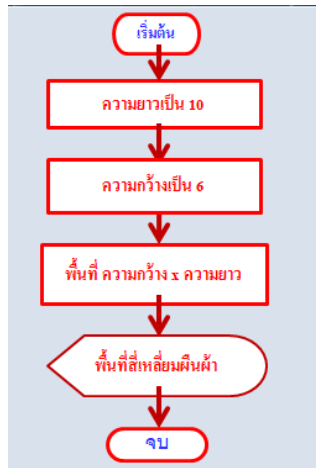 เริ่มต้น
ความยาวเป็น 10
ความกว้างเป็น 6
พื้นที่ ความกว้าง x ความยาว
พื้นที่สี่เหลี่ยมผืนผ้า
จบ